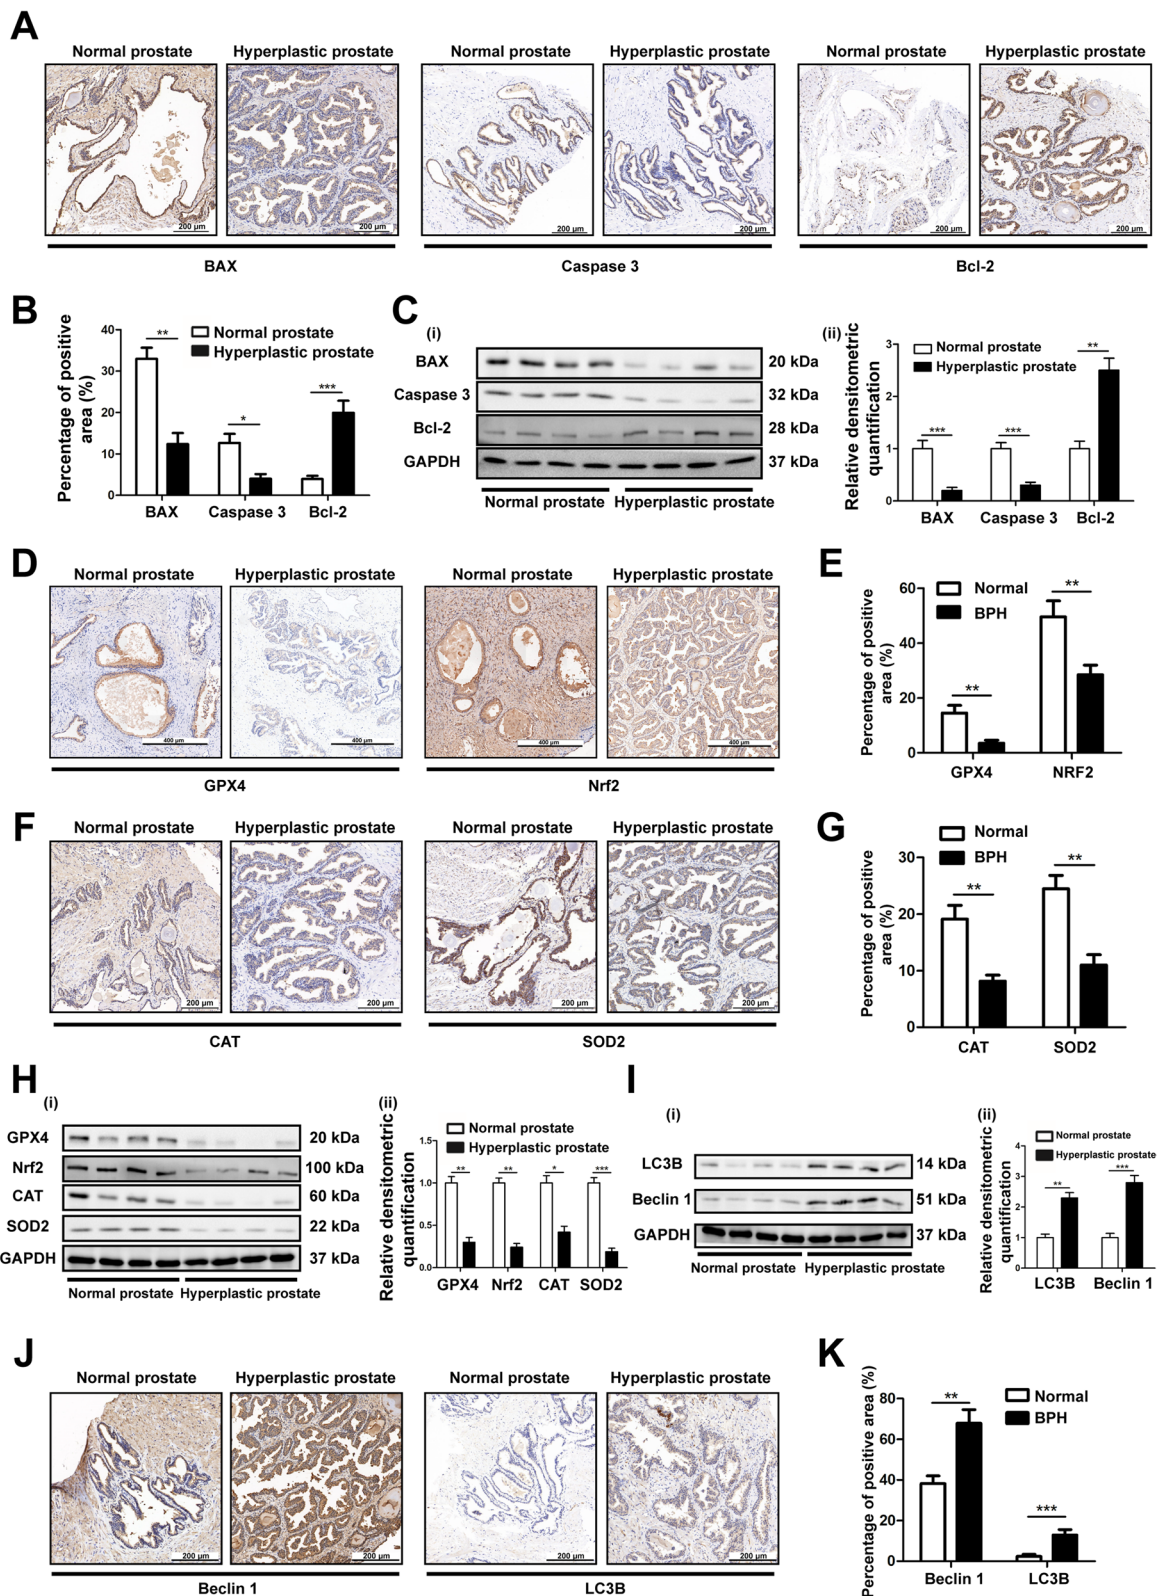 A
Normal prostate Hyperplastic prostate Normal prostate Hyperplastic prostate Normal prostate Hyperplastic prostate
200 µm 200 µm 200 µm 200 µm 200 µm 200 µm
BAX Caspase 3 Bcl-2
B
Percentage of positive
area (%)
40
30
20
10
0
Normal prostate
Hyperplastic prostate
** * ***
BAX Caspase 3 Bcl-2
C
(i)
BAX 20 kDa
Caspase 3 32 kDa
Bcl-2 28 kDa
GAPDH 37 kDa
Normal prostate Hyperplastic prostate
(ii)
Relative densitometric
quantification
3
2
1
0
Normal prostate
Hyperplastic prostate
*** *** **
BAX Caspase 3 Bcl-2
D
Normal prostate Hyperplastic prostate Normal prostate Hyperplastic prostate
400 µm 400 µm 400 µm 400 µm
GPX4 Nrf2
E
Percentage of positive
area (%)
60
40
20
0
Normal
BPH
** **
GPX4 NRF2
F
Normal prostate Hyperplastic prostate Normal prostate Hyperplastic prostate
200 µm 200 µm 200 µm 200 µm
CAT SOD2
G
Percentage of positive
area (%)
30
20
10
0
Normal
BPH
** **
CAT SOD2
H
(i)
GPX4 20 kDa
Nrf2 100 kDa
CAT 60 kDa
SOD2 22 kDa
GAPDH 37 kDa
Normal prostate Hyperplastic prostate
(ii)
Relative densitometric
quantification
1.5
1.0
0.5
0.0
Normal prostate
Hyperplastic prostate
** ** * ***
GPX4 Nrf2 CAT SOD2
I
(i)
LC3B 14 kDa
Beclin 1 51 kDa
GAPDH 37 kDa
Normal prostate Hyperplastic prostate
(ii)
Relative densitometric
quantification
4
3
2
1
0
Normal prostate
Hyperplastic prostate
** ***
LC3B Beclin 1
J
Normal prostate Hyperplastic prostate Normal prostate Hyperplastic prostate
200 µm 200 µm 200 µm 200 µm
Beclin 1 LC3B
K
Percentage of positive area (%)
80
60
40
20
0
Normal
BPH
** ***
Beclin 1 LC3B